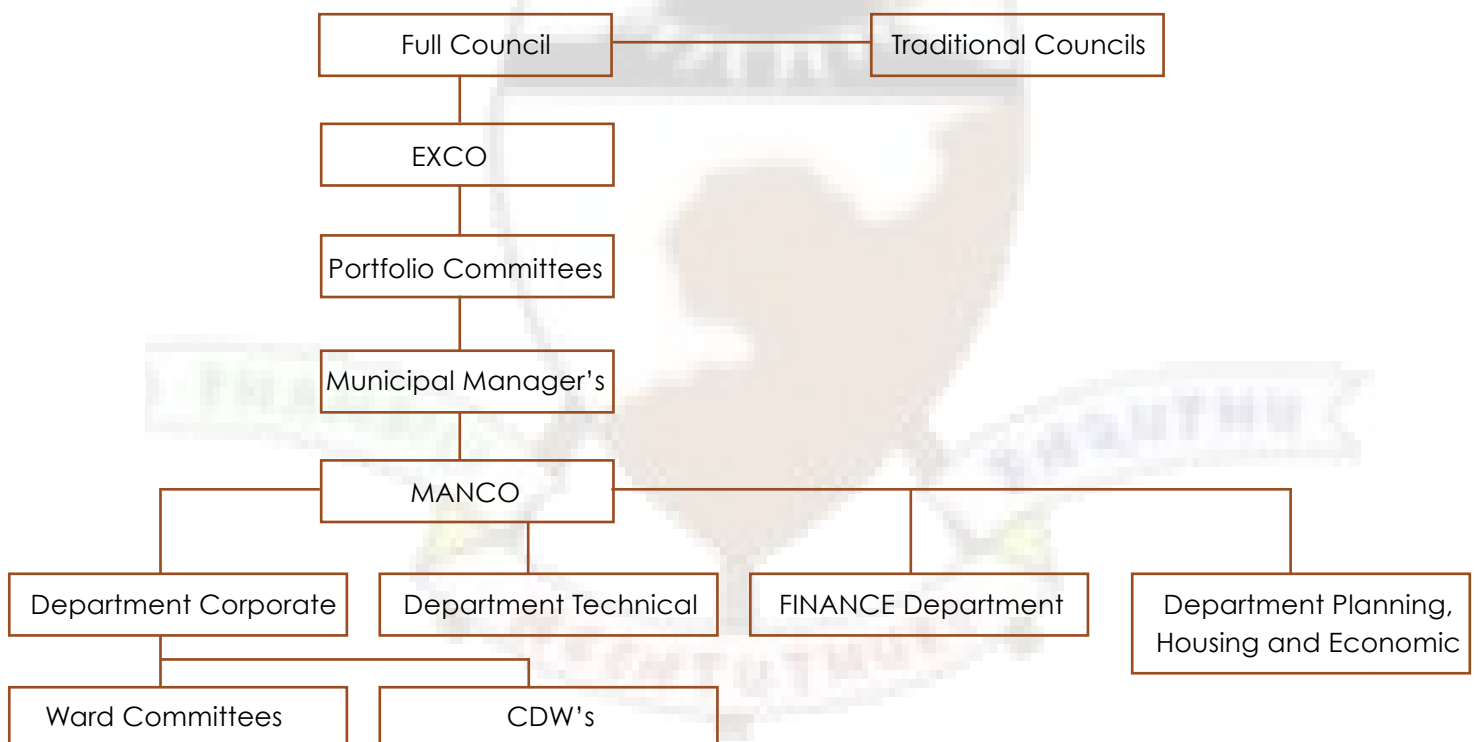 Full Council
Traditional Councils
EXCO
Portfolio Committees
Municipal Manager's
MANCO
Department Corporate
Department Technical
FINANCE Department
Department Planning,
Housing and Economic
Ward Committees
CDW's